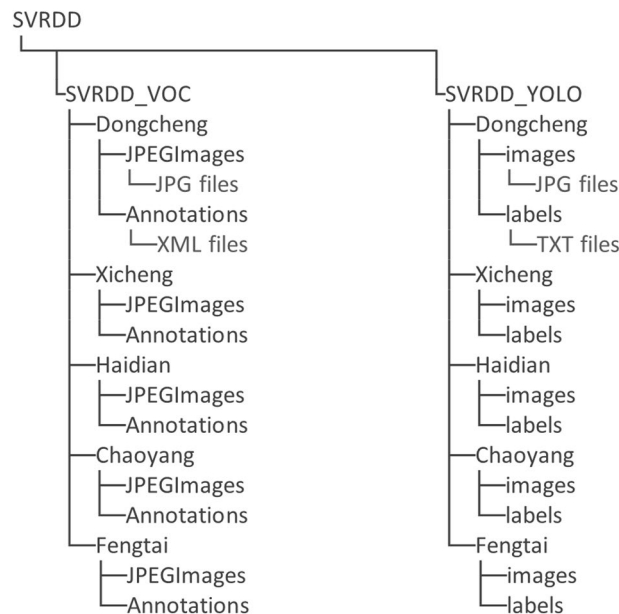 SVRDD
SVRDD_VOC
Dongcheng
JPEGImages
JPG files
Annotations
XML files
Xicheng
JPEGImages
Annotations
Haidian
JPEGImages
Annotations
Chaoyang
JPEGImages
Annotations
Fengtai
JPEGImages
Annotations
SVRDD_YOLO
Dongcheng
images
JPG files
labels
TXT files
Xicheng
images
labels
Haidian
images
labels
Chaoyang
images
labels
Fengtai
images
labels